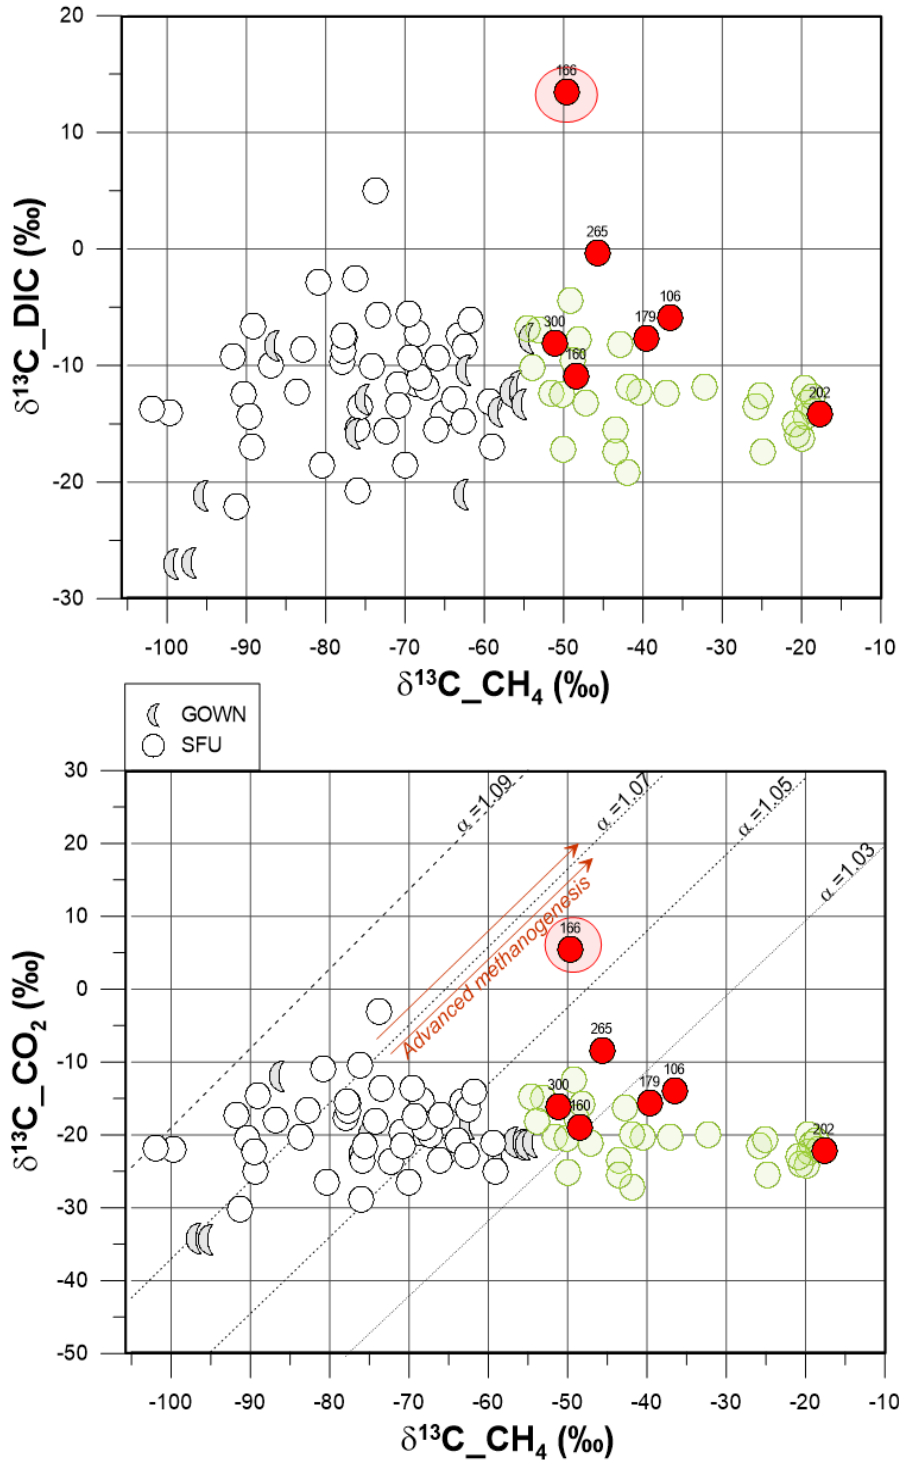 20
10
0
-10
-20
-30
δ¹³C_DIC (‰)
166
265
106
179
300
160
202
-100 -90 -80 -70 -60 -50 -40 -30 -20 -10
δ¹³C_CH₄ (‰)
GOWN
SFU
30
20
10
0
-10
-20
-30
-40
-50
δ¹³C_CO₂ (‰)
α =1.09
α =1.07
α =1.05
α =1.03
Advanced methanogenesis
166
265
106
179
300
160
202
-100 -90 -80 -70 -60 -50 -40 -30 -20 -10
δ¹³C_CH₄ (‰)